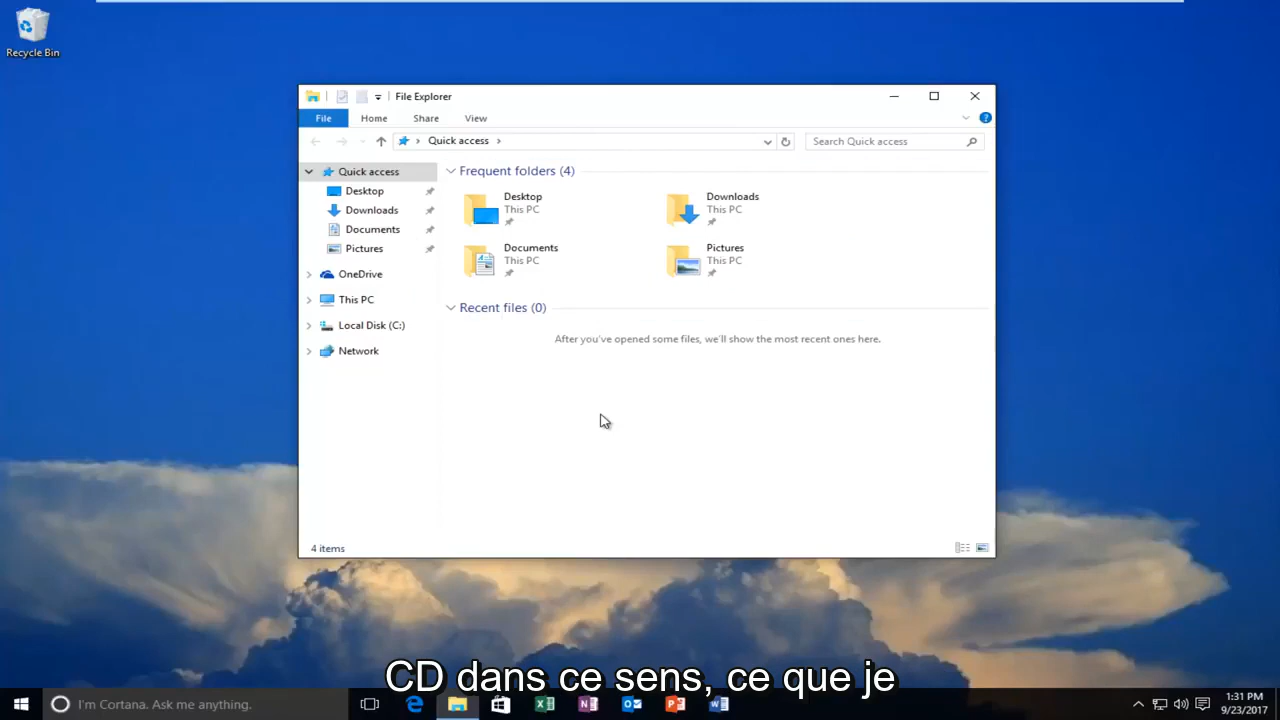 Recycle Bin
File Explorer
File Home Share View
Quick access
Search Quick access
Quick access
Desktop
Downloads
Documents
Pictures
OneDrive
This PC
Local Disk (C:)
Network
Frequent folders (4)
Desktop
This PC
Downloads
This PC
Documents
This PC
Pictures
This PC
Recent files (0)
After you've opened some files, we'll show the most recent ones here.
4 items
CD dans ce sens, ce que je
I'm Cortana. Ask me anything.
1:31 PM
9/23/2017